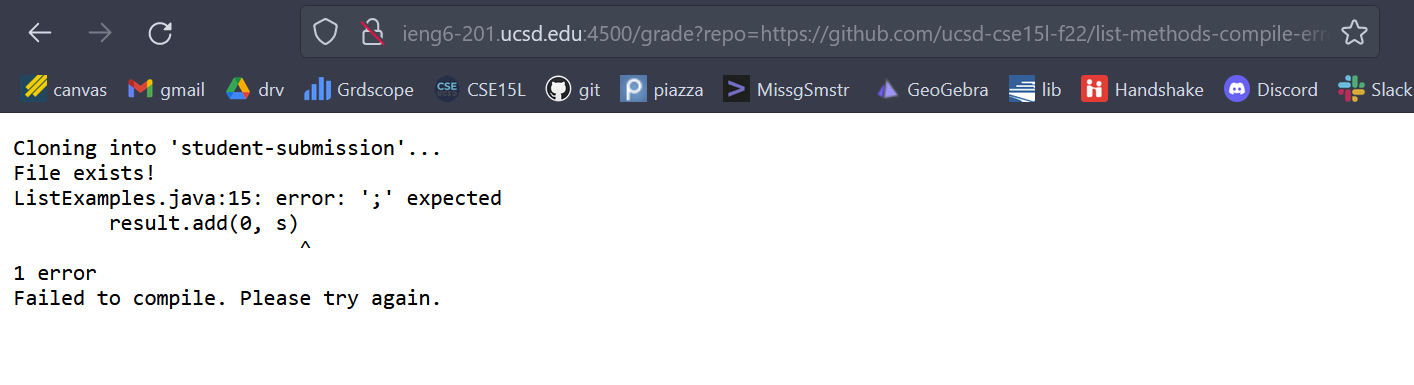 ieng6-201.ucsd.edu:4500/grade?repo=https://github.com/ucsd-cse15l-f22/list-methods-compile-err
canvas gmail drv Grdscope CSE CSE15L git piazza MissgSmstr GeoGebra lib Handshake Discord Slack
Cloning into 'student-submission'...
File exists!
ListExamples.java:15: error: ';' expected
        result.add(0, s)
                        ^
1 error
Failed to compile. Please try again.